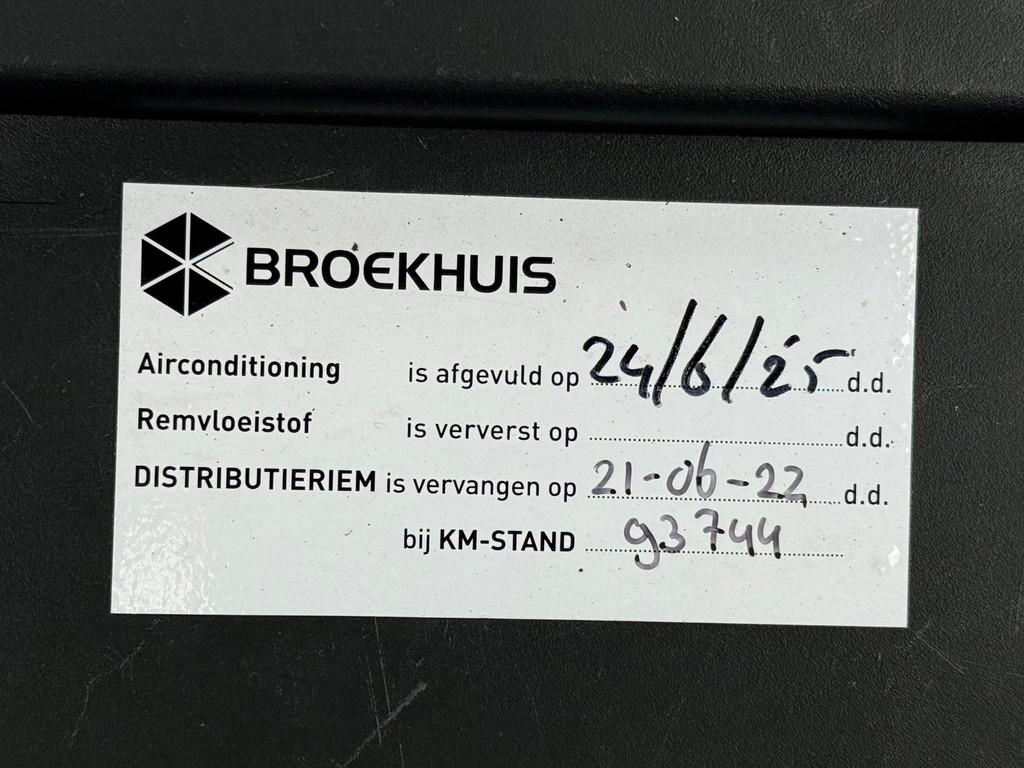 BROEKHUIS
Airconditioning is afgevuld op 24/6/25 d.d.
Remvloeistof is ververst op ........ d.d.
DISTRIBUTIERIEM is vervangen op 21-06-22 d.d.
bij KM-STAND 93744